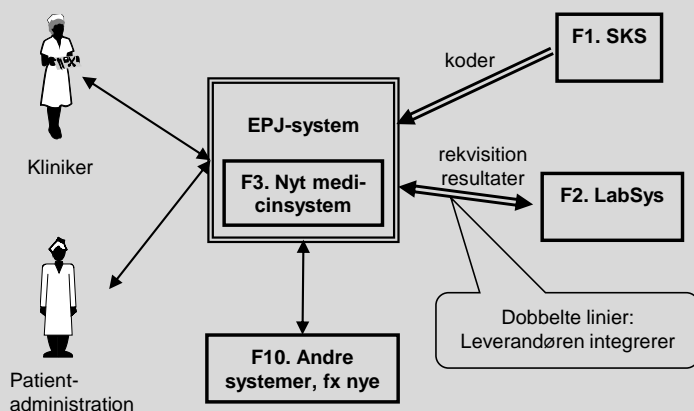 F1. SKS
koder
EPJ-system
Kliniker
F3. Nyt medi-
cinsystem
rekvisition
resultater
F2. LabSys
Dobbelte linier:
Leverandøren integrerer
F10. Andre
systemer, fx nye
Patient-
administration